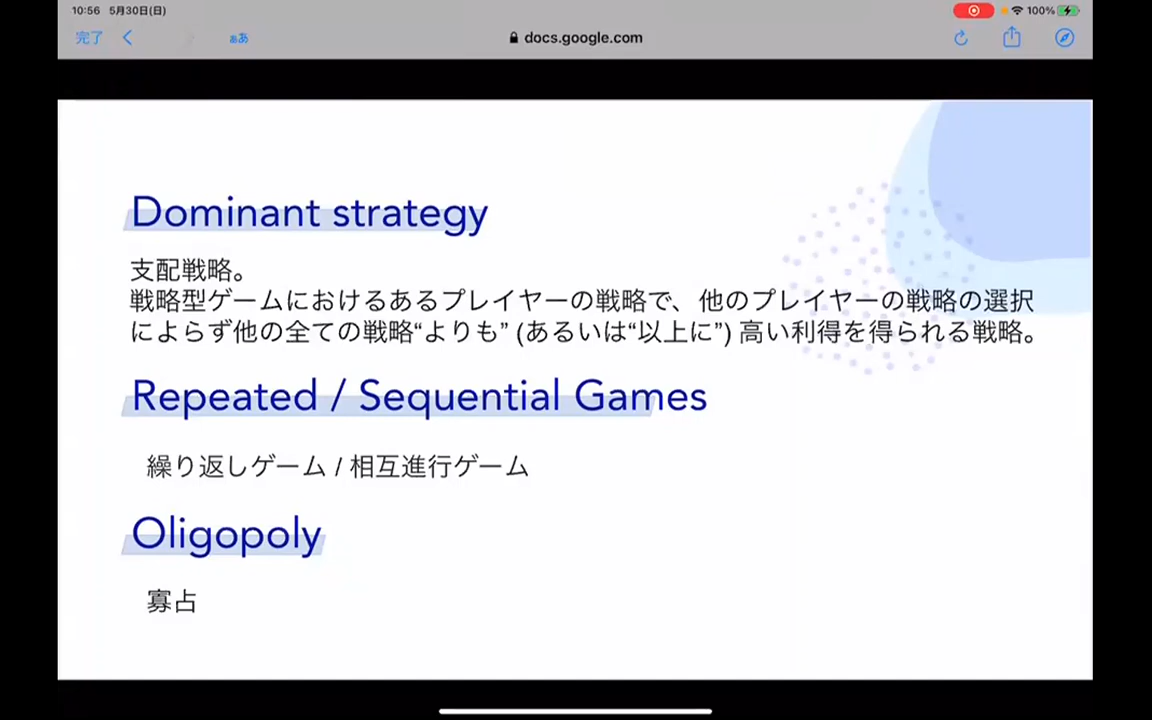 10:56 5月30日(日)
100%
完了
ぁあ
docs.google.com
Dominant strategy
支配戦略。
戦略型ゲームにおけるあるプレイヤーの戦略で、他のプレイヤーの戦略の選択
によらず他の全ての戦略“よりも” (あるいは“以上に”) 高い利得を得られる戦略。
Repeated / Sequential Games
繰り返しゲーム / 相互進行ゲーム
Oligopoly
寡占